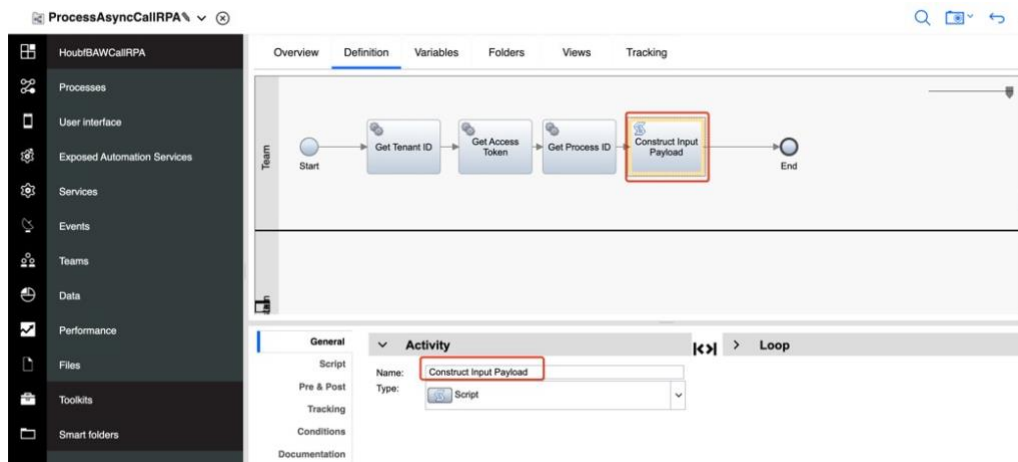 ProcessAsyncCallRPA
HoubfBAWCallRPA
Processes
User interface
Exposed Automation Services
Services
Events
Teams
Data
Performance
Files
Toolkits
Smart folders
Overview Definition Variables Folders Views Tracking
Team
Start
Get Tenant ID
Get Access
Token
Get Process ID
Construct Input
Payload
End
General
Script
Pre & Post
Tracking
Conditions
Documentation
Activity
Name: Construct Input Payload
Type: Script
Loop